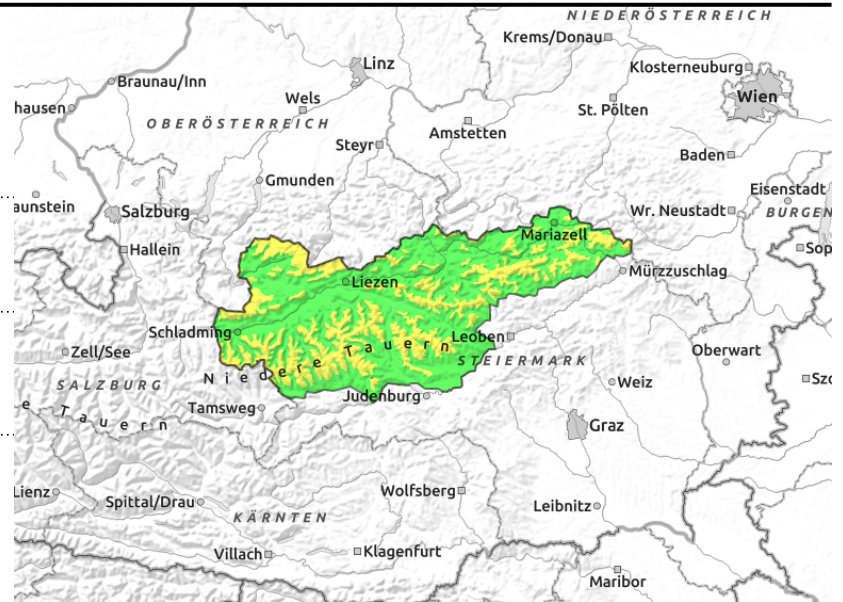 NIEDERÖSTERREICH
Krems/Donau
Linz
Klosterneuburg
Braunau/Inn
Wien
hausen
Wels
St. Pölten
OBERÖSTERREICH
Amstetten
Steyr
Baden
Gmunden
Eisenstadt
aunstein
Salzburg
Wr. Neustadt
BURGEN
Mariazell
Hallein
Sop
Mürzzuschlag
Liezen
Schladming
Leoben
Niedere Tauern
Zell/See
STEIERMARK
Oberwart
SALZBURG
Weiz
Szo
Judenburg
Tamsweg
e Tauern
Graz
Lienz
Wolfsberg
Spittal/Drau
Leibnitz
KÄRNTEN
Villach
Klagenfurt
Maribor